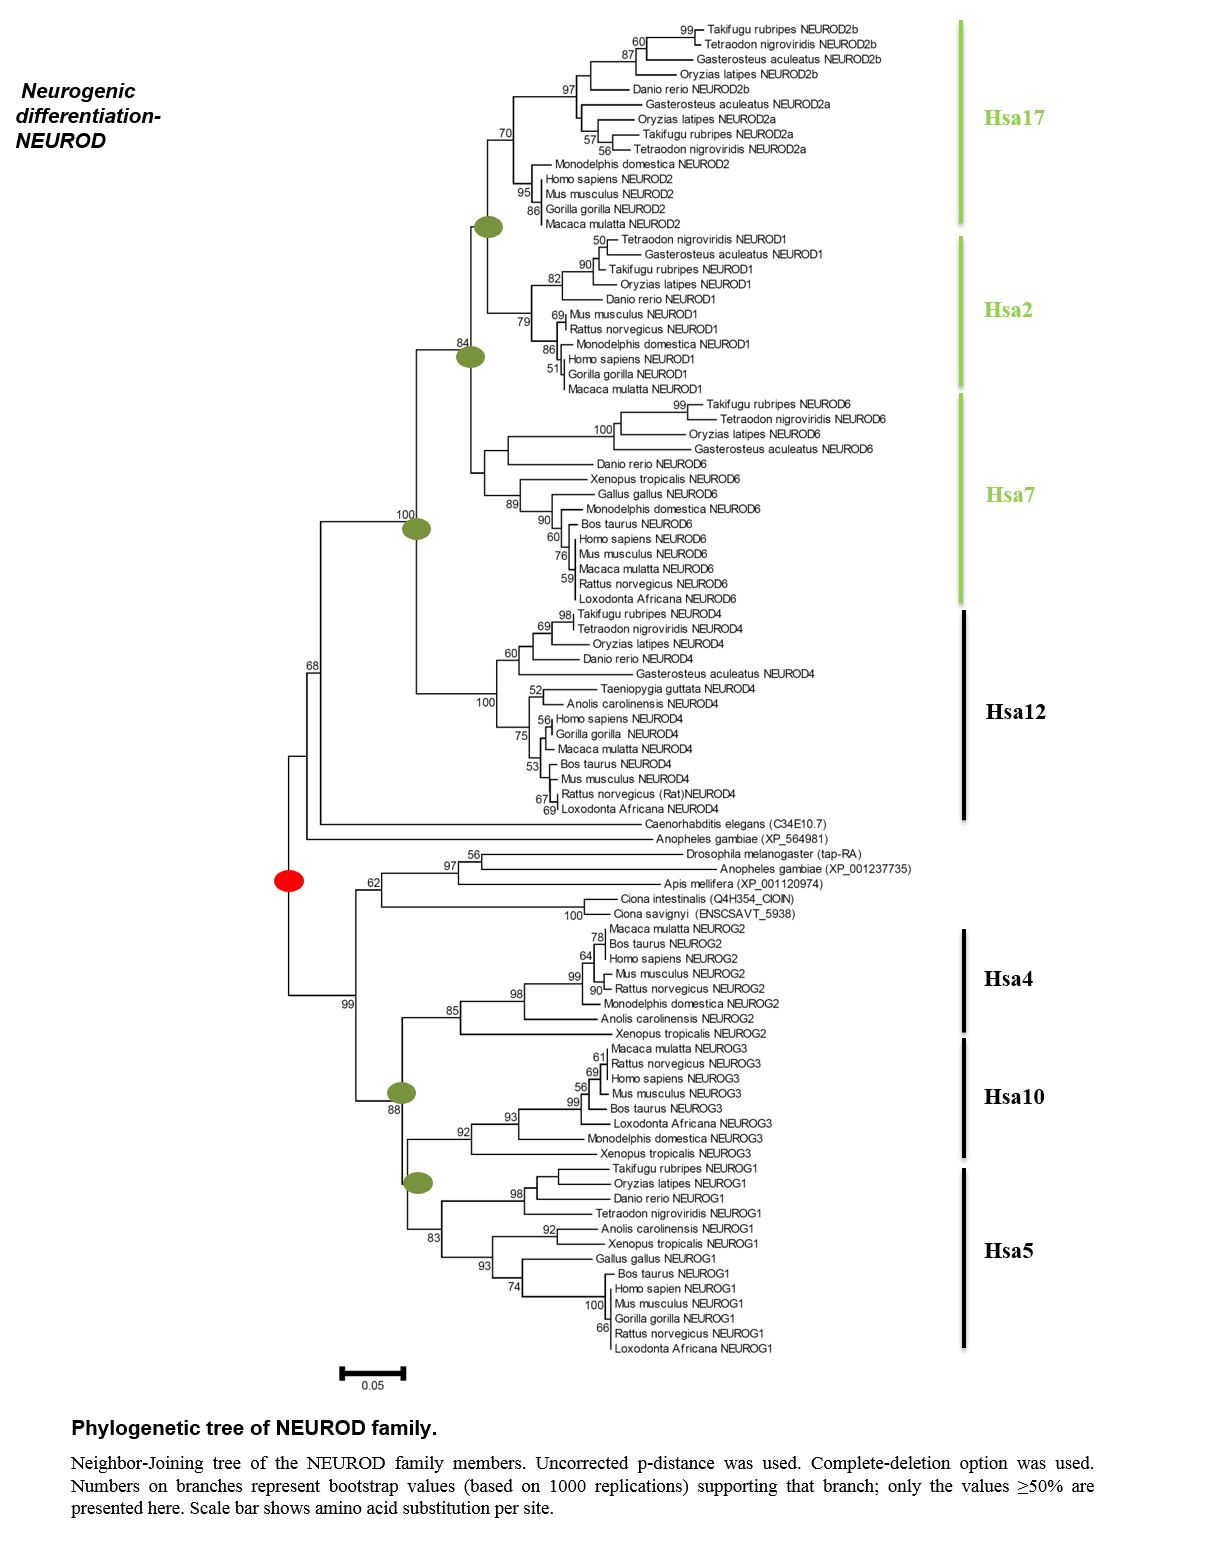 Neurogenic
differentiation-
NEUROD
99
Takifugu rubripes NEUROD2b
60
Tetraodon nigroviridis NEUROD2b
87
Gasterosteus aculeatus NEUROD2b
Oryzias latipes NEUROD2b
97
Danio rerio NEUROD2b
Gasterosteus aculeatus NEUROD2a
Hsa17
Oryzias latipes NEUROD2a
70
Takifugu rubripes NEUROD2a
57
56
Tetraodon nigroviridis NEUROD2a
Monodelphis domestica NEUROD2
Homo sapiens NEUROD2
95
Mus musculus NEUROD2
86
Gorilla gorilla NEUROD2
Macaca mulatta NEUROD2
50
Tetraodon nigroviridis NEUROD1
Gasterosteus aculeatus NEUROD1
90
Takifugu rubripes NEUROD1
82
Oryzias latipes NEUROD1
Danio rerio NEUROD1
Hsa2
69
Mus musculus NEUROD1
79
Rattus norvegicus NEUROD1
84
86
Monodelphis domestica NEUROD1
Homo sapiens NEUROD1
51
Gorilla gorilla NEUROD1
Macaca mulatta NEUROD1
99
Takifugu rubripes NEUROD6
Tetraodon nigroviridis NEUROD6
100
Oryzias latipes NEUROD6
Gasterosteus aculeatus NEUROD6
Danio rerio NEUROD6
Xenopus tropicalis NEUROD6
Hsa7
89
Gallus gallus NEUROD6
100
90
Monodelphis domestica NEUROD6
Bos taurus NEUROD6
60
Homo sapiens NEUROD6
76
Mus musculus NEUROD6
Macaca mulatta NEUROD6
59
Rattus norvegicus NEUROD6
Loxodonta Africana NEUROD6
98
Takifugu rubripes NEUROD4
69
Tetraodon nigroviridis NEUROD4
Oryzias latipes NEUROD4
60
Danio rerio NEUROD4
68
Gasterosteus aculeatus NEUROD4
52
Taeniopygia guttata NEUROD4
100
Anolis carolinensis NEUROD4
Hsa12
56
Homo sapiens NEUROD4
75
Gorilla gorilla  NEUROD4
Macaca mulatta NEUROD4
53
Bos taurus NEUROD4
Mus musculus NEUROD4
67
Rattus norvegicus (Rat)NEUROD4
69
Loxodonta Africana NEUROD4
Caenorhabditis elegans (C34E10.7)
Anopheles gambiae (XP_564981)
56
Drosophila melanogaster (tap-RA)
97
Anopheles gambiae (XP_001237735)
62
Apis mellifera (XP_001120974)
Ciona intestinalis (Q4H354_CIOIN)
100
Ciona savignyi  (ENSCSAVT_5938)
Macaca mulatta NEUROG2
78
Bos taurus NEUROG2
64
Homo sapiens NEUROG2
99
Mus musculus NEUROG2
Hsa4
98
90
Rattus norvegicus NEUROG2
99
85
Monodelphis domestica NEUROG2
Anolis carolinensis NEUROG2
Xenopus tropicalis NEUROG2
Macaca mulatta NEUROG3
61
Rattus norvegicus NEUROG3
69
Homo sapiens NEUROG3
56
Mus musculus NEUROG3
Hsa10
99
Bos taurus NEUROG3
88
93
Loxodonta Africana NEUROG3
92
Monodelphis domestica NEUROG3
Xenopus tropicalis NEUROG3
Takifugu rubripes NEUROG1
Oryzias latipes NEUROG1
98
Danio rerio NEUROG1
Tetraodon nigroviridis NEUROG1
92
Anolis carolinensis NEUROG1
83
Xenopus tropicalis NEUROG1
Hsa5
93
Gallus gallus NEUROG1
Bos taurus NEUROG1
74
Homo sapien NEUROG1
100
Mus musculus NEUROG1
Gorilla gorilla NEUROG1
66
Rattus norvegicus NEUROG1
Loxodonta Africana NEUROG1
0.05
Phylogenetic tree of NEUROD family.
Neighbor-Joining tree of the NEUROD family members. Uncorrected p-distance was used. Complete-deletion option was used.
Numbers on branches represent bootstrap values (based on 1000 replications) supporting that branch; only the values ≥50% are
presented here. Scale bar shows amino acid substitution per site.